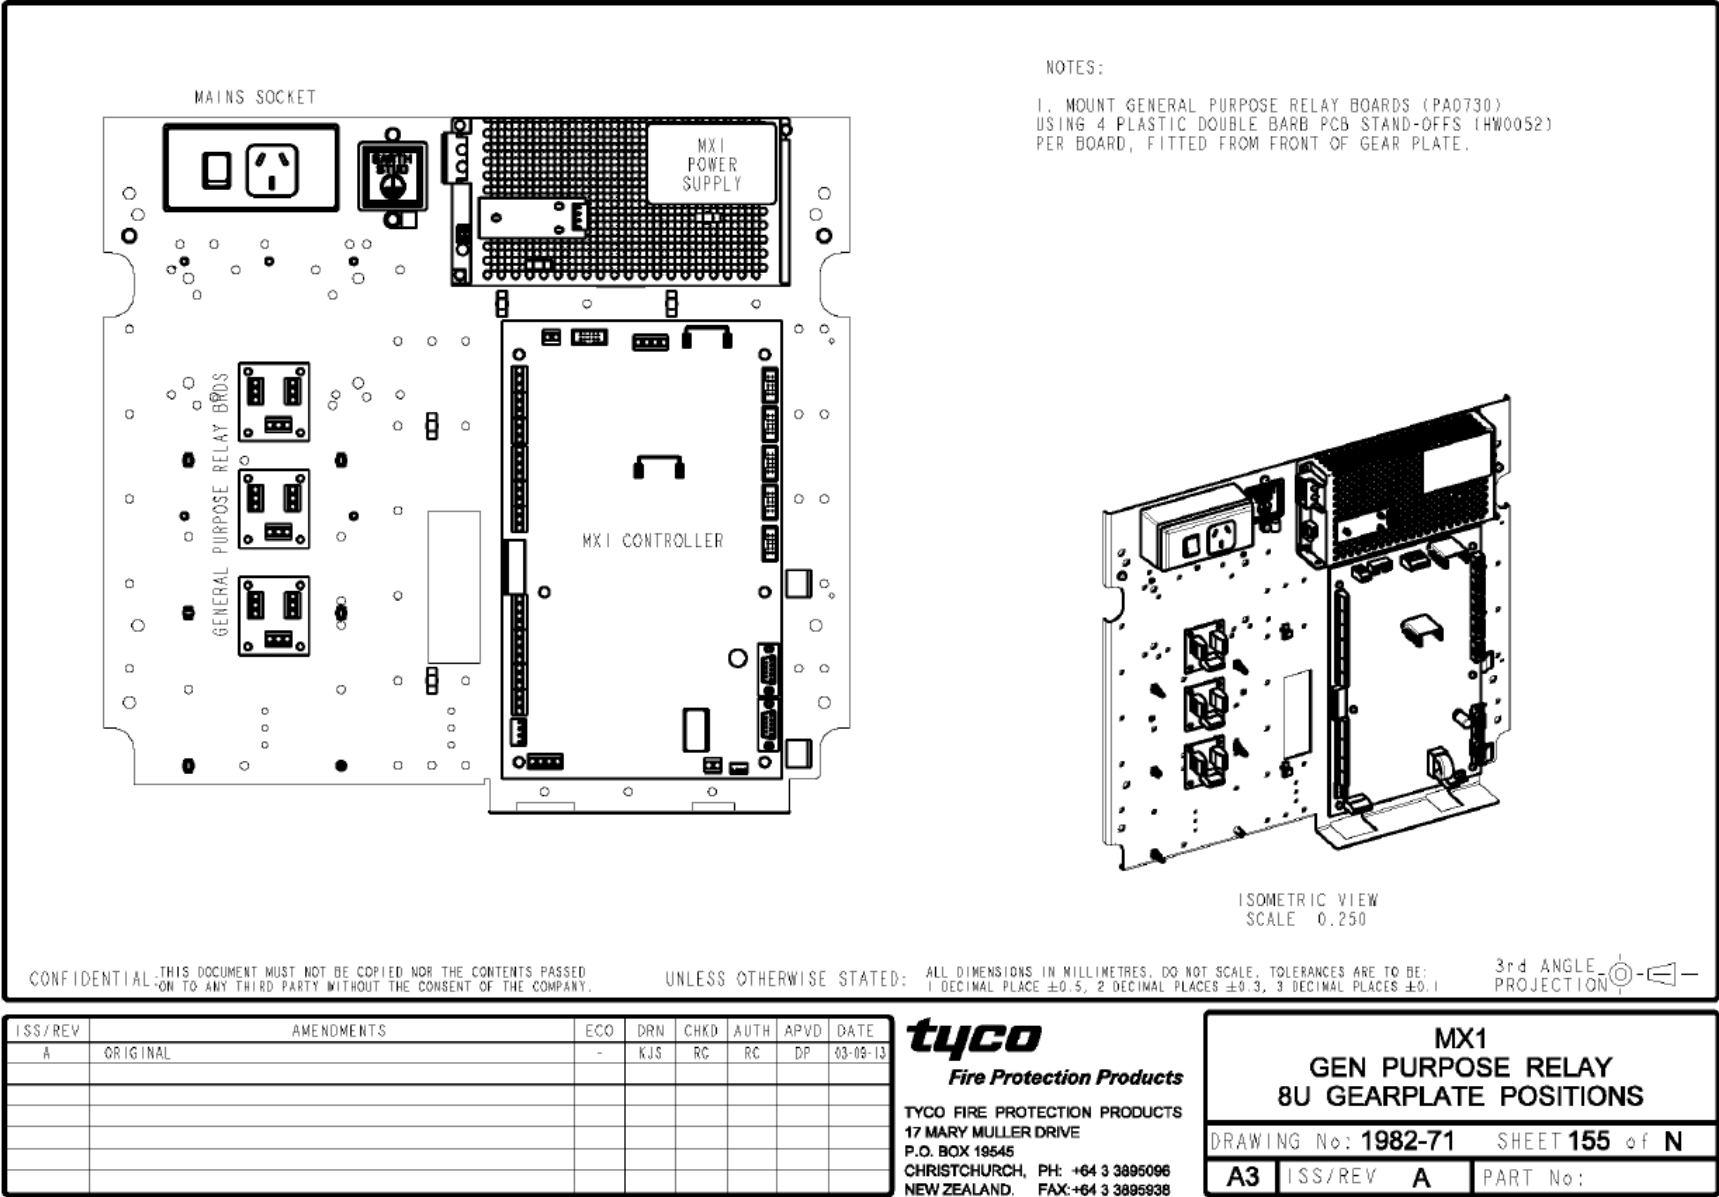 NOTES:
1. MOUNT GENERAL PURPOSE RELAY BOARDS (PA0730)
USING 4 PLASTIC DOUBLE BARB PCB STAND-OFFS (HW0052)
PER BOARD, FITTED FROM FRONT OF GEAR PLATE.
MAINS SOCKET
EARTH
STUD
MX1
POWER
SUPPLY
GENERAL PURPOSE RELAY BRDS
MX1 CONTROLLER
ISOMETRIC VIEW
SCALE 0.250
CONFIDENTIAL - THIS DOCUMENT MUST NOT BE COPIED NOR THE CONTENTS PASSED
ON TO ANY THIRD PARTY WITHOUT THE CONSENT OF THE COMPANY.
UNLESS OTHERWISE STATED: ALL DIMENSIONS IN MILLIMETRES. DO NOT SCALE. TOLERANCES ARE TO BE:
1 DECIMAL PLACE ±0.5, 2 DECIMAL PLACES ±0.3, 3 DECIMAL PLACES ±0.1
3rd ANGLE
PROJECTION
ISS/REV AMENDMENTS ECO DRN CHKD AUTH APVD DATE
A ORIGINAL - KJS RC RC DP 03-09-13
tyco
Fire Protection Products
TYCO FIRE PROTECTION PRODUCTS
17 MARY MULLER DRIVE
P.O. BOX 19545
CHRISTCHURCH, PH: +64 3 3895096
NEW ZEALAND. FAX:+64 3 3895938
MX1
GEN PURPOSE RELAY
8U GEARPLATE POSITIONS
DRAWING No: 1982-71 SHEET 155 of N
A3 ISS/REV A PART No: